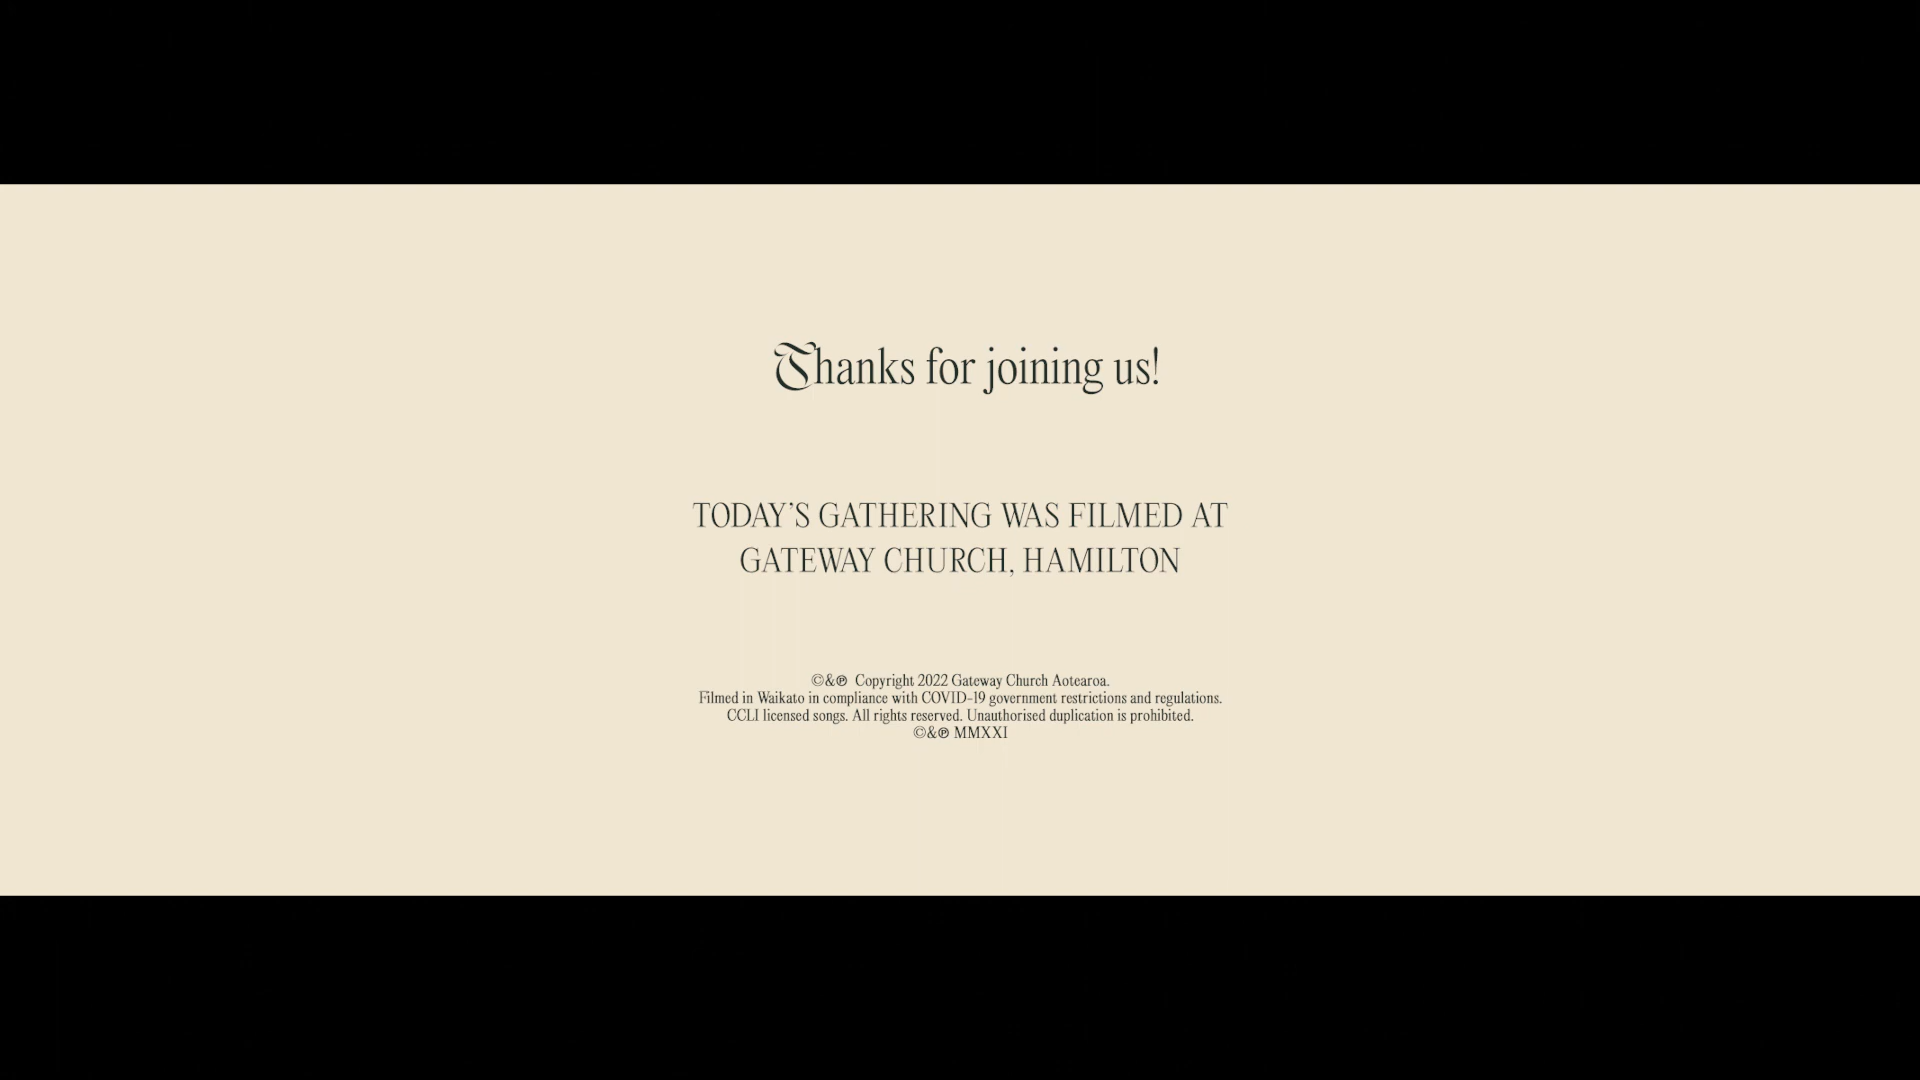 Thanks for joining us!
TODAY’S GATHERING WAS FILMED AT
GATEWAY CHURCH, HAMILTON
©&℗ Copyright 2022 Gateway Church Aotearoa.
Filmed in Waikato in compliance with COVID-19 government restrictions and regulations.
CCLI licensed songs. All rights reserved. Unauthorised duplication is prohibited.
©&℗ MMXXI